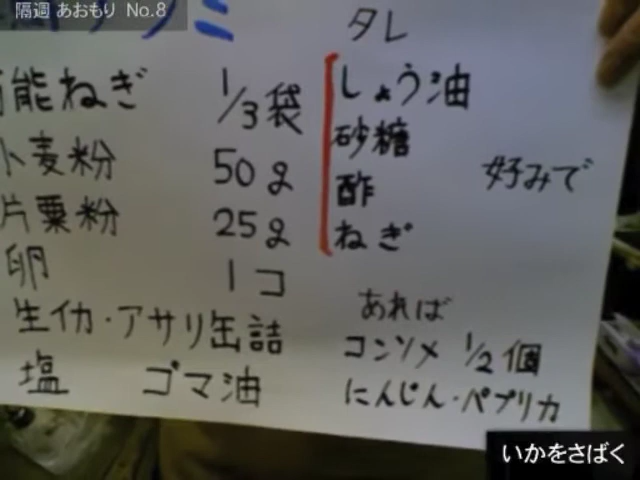 隔週 あおもり No.8
ヂミ
タレ
能ねぎ 1/3袋
小麦粉 50g
片栗粉 25g
卵 1コ
生イカ・アサリ缶詰
塩 ゴマ油
しょう油
砂糖
酢
ねぎ
好みで
あれば
コンソメ 1/2個
にんじん・パプリカ
いかをさばく